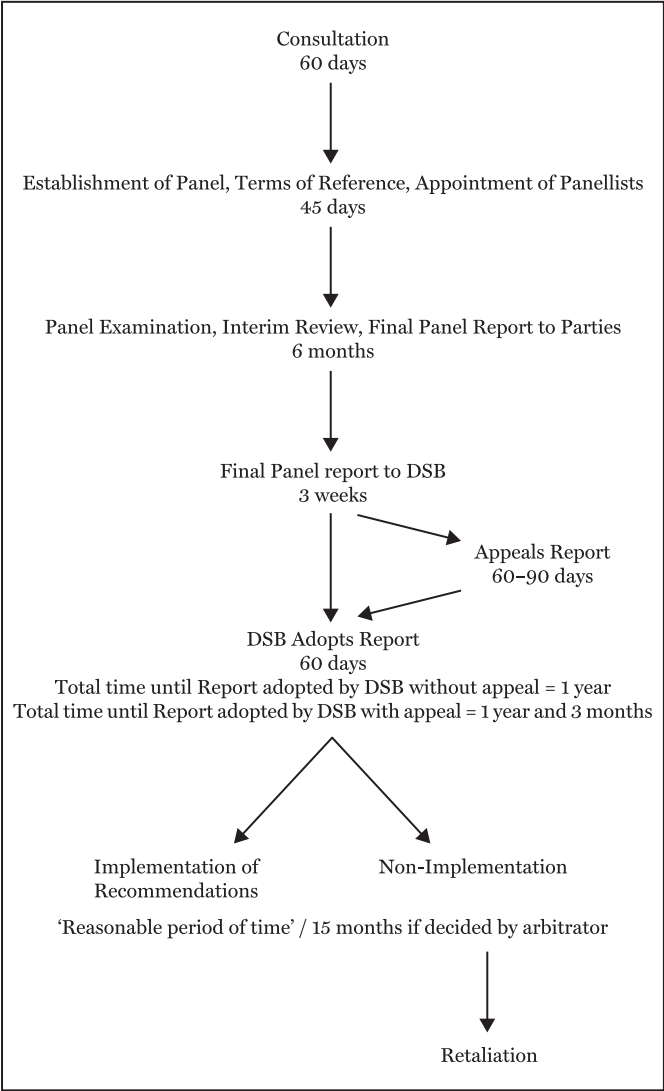 Consultation
60 days
Establishment of Panel, Terms of Reference, Appointment of Panellists
45 days
Panel Examination, Interim Review, Final Panel Report to Parties
6 months
Final Panel report to DSB
3 weeks
Appeals Report
60–90 days
DSB Adopts Report
60 days
Total time until Report adopted by DSB without appeal = 1 year
Total time until Report adopted by DSB with appeal = 1 year and 3 months
Implementation of
Recommendations
Non-Implementation
‘Reasonable period of time’ / 15 months if decided by arbitrator
Retaliation